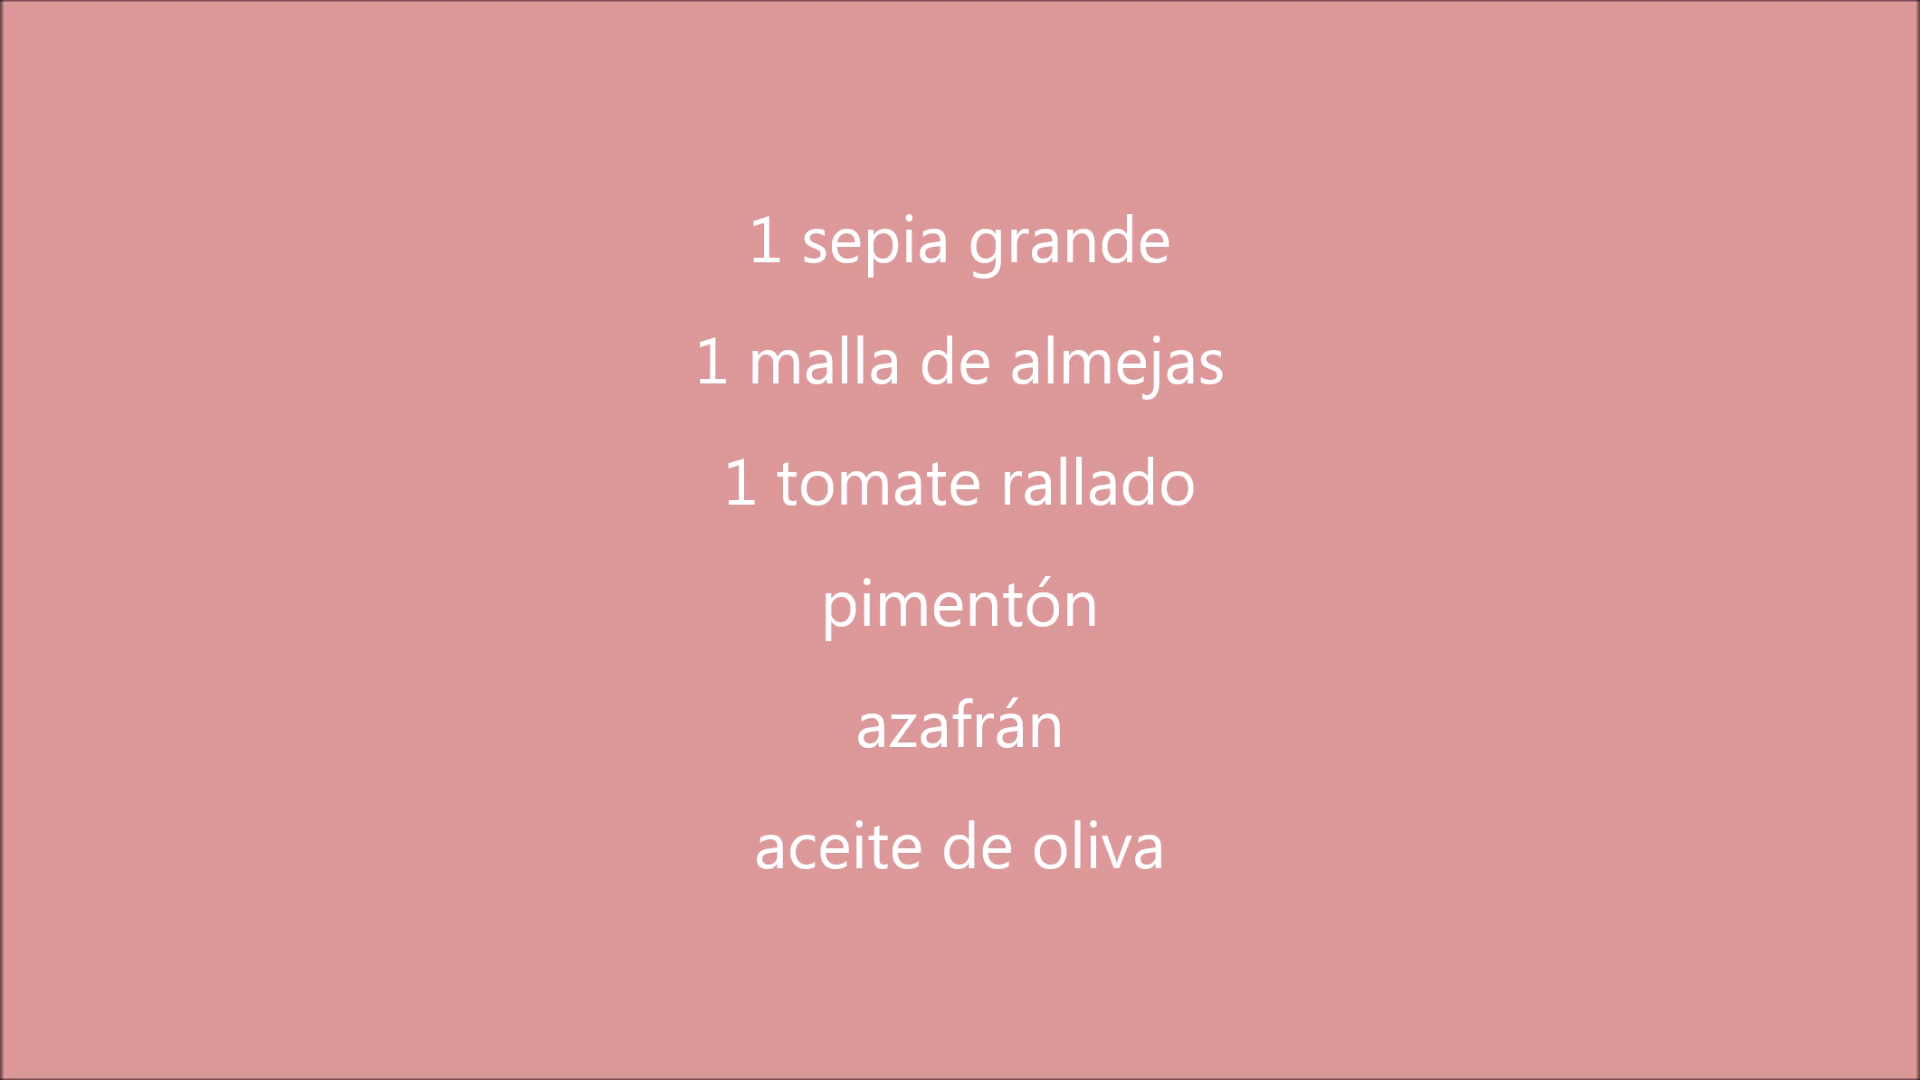 1 sepia grande
1 malla de almejas
1 tomate rallado
pimentón
azafrán
aceite de oliva